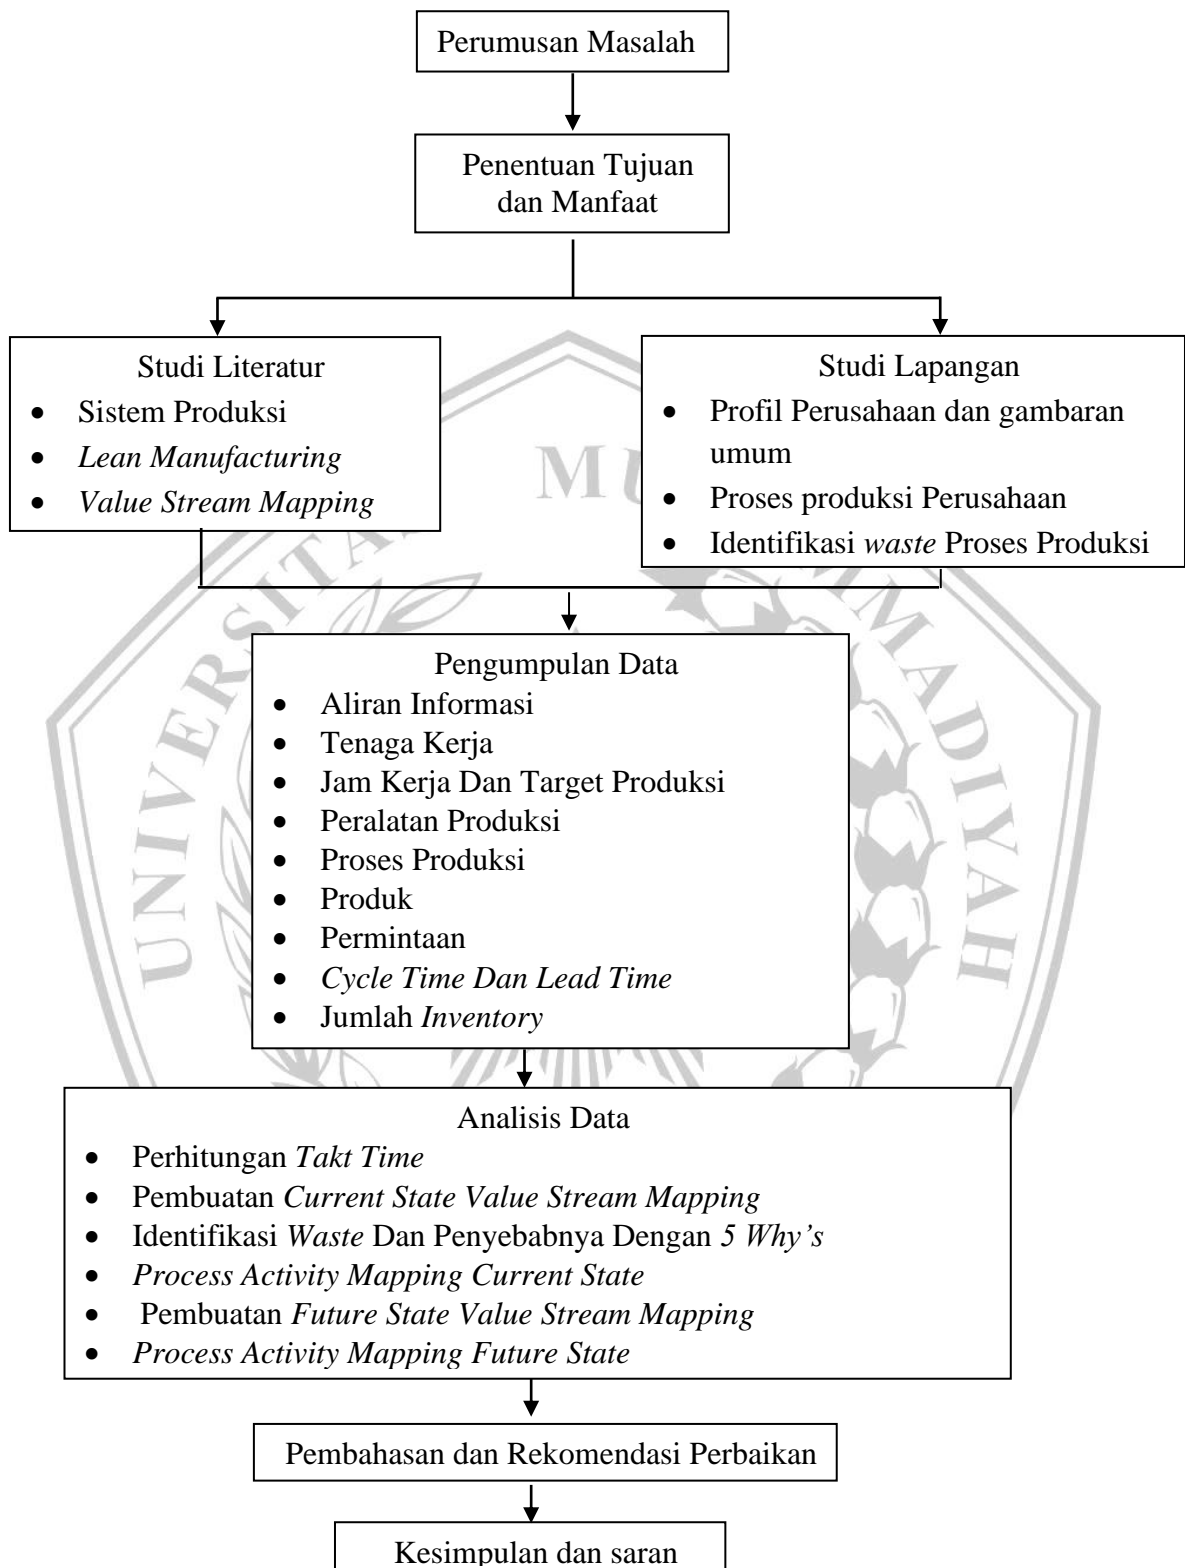 Perumusan Masalah
Penentuan Tujuan
dan Manfaat
Studi Literatur
• Sistem Produksi
• Lean Manufacturing
• Value Stream Mapping
Studi Lapangan
• Profil Perusahaan dan gambaran
umum
• Proses produksi Perusahaan
• Identifikasi waste Proses Produksi
Pengumpulan Data
• Aliran Informasi
• Tenaga Kerja
• Jam Kerja Dan Target Produksi
• Peralatan Produksi
• Proses Produksi
• Produk
• Permintaan
• Cycle Time Dan Lead Time
• Jumlah Inventory
Analisis Data
• Perhitungan Takt Time
• Pembuatan Current State Value Stream Mapping
• Identifikasi Waste Dan Penyebabnya Dengan 5 Why’s
• Process Activity Mapping Current State
• Pembuatan Future State Value Stream Mapping
• Process Activity Mapping Future State
Pembahasan dan Rekomendasi Perbaikan
Kesimpulan dan saran